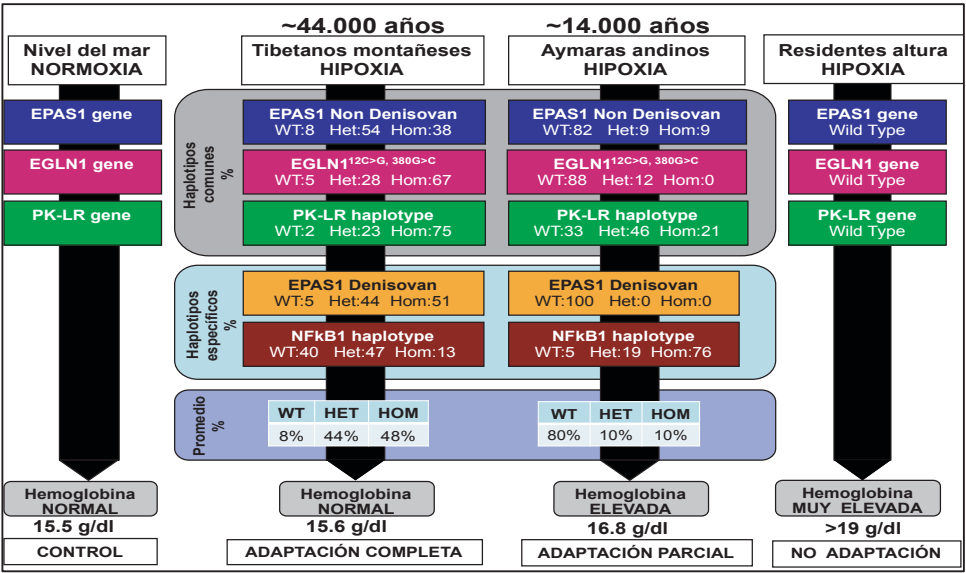 ~44.000 años
~14.000 años
Nivel del mar
NORMOXIA
Tibetanos montañeses
HIPOXIA
Aymaras andinos
HIPOXIA
Residentes altura
HIPOXIA
EPAS1 gene
EGLN1 gene
PK-LR gene
Haplotipos
comunes
%
EPAS1 Non Denisovan
WT:8 Het:54 Hom:38
EGLN1 12C>G, 380G>C
WT:5 Het:28 Hom:67
PK-LR haplotype
WT:2 Het:23 Hom:75
EPAS1 Non Denisovan
WT:82 Het:9 Hom:9
EGLN1 12C>G, 380G>C
WT:88 Het:12 Hom:0
PK-LR haplotype
WT:33 Het:46 Hom:21
EPAS1 gene
Wild Type
EGLN1 gene
Wild Type
PK-LR gene
Wild Type
Haplotipos
específicos
%
EPAS1 Denisovan
WT:5 Het:44 Hom:51
NFkB1 haplotype
WT:40 Het:47 Hom:13
EPAS1 Denisovan
WT:100 Het:0 Hom:0
NFkB1 haplotype
WT:5 Het:19 Hom:76
Promedio
%
WT HET HOM
8% 44% 48%
WT HET HOM
80% 10% 10%
Hemoglobina
NORMAL
15.5 g/dl
CONTROL
Hemoglobina
NORMAL
15.6 g/dl
ADAPTACIÓN COMPLETA
Hemoglobina
ELEVADA
16.8 g/dl
ADAPTACIÓN PARCIAL
Hemoglobina
MUY ELEVADA
>19 g/dl
NO ADAPTACIÓN